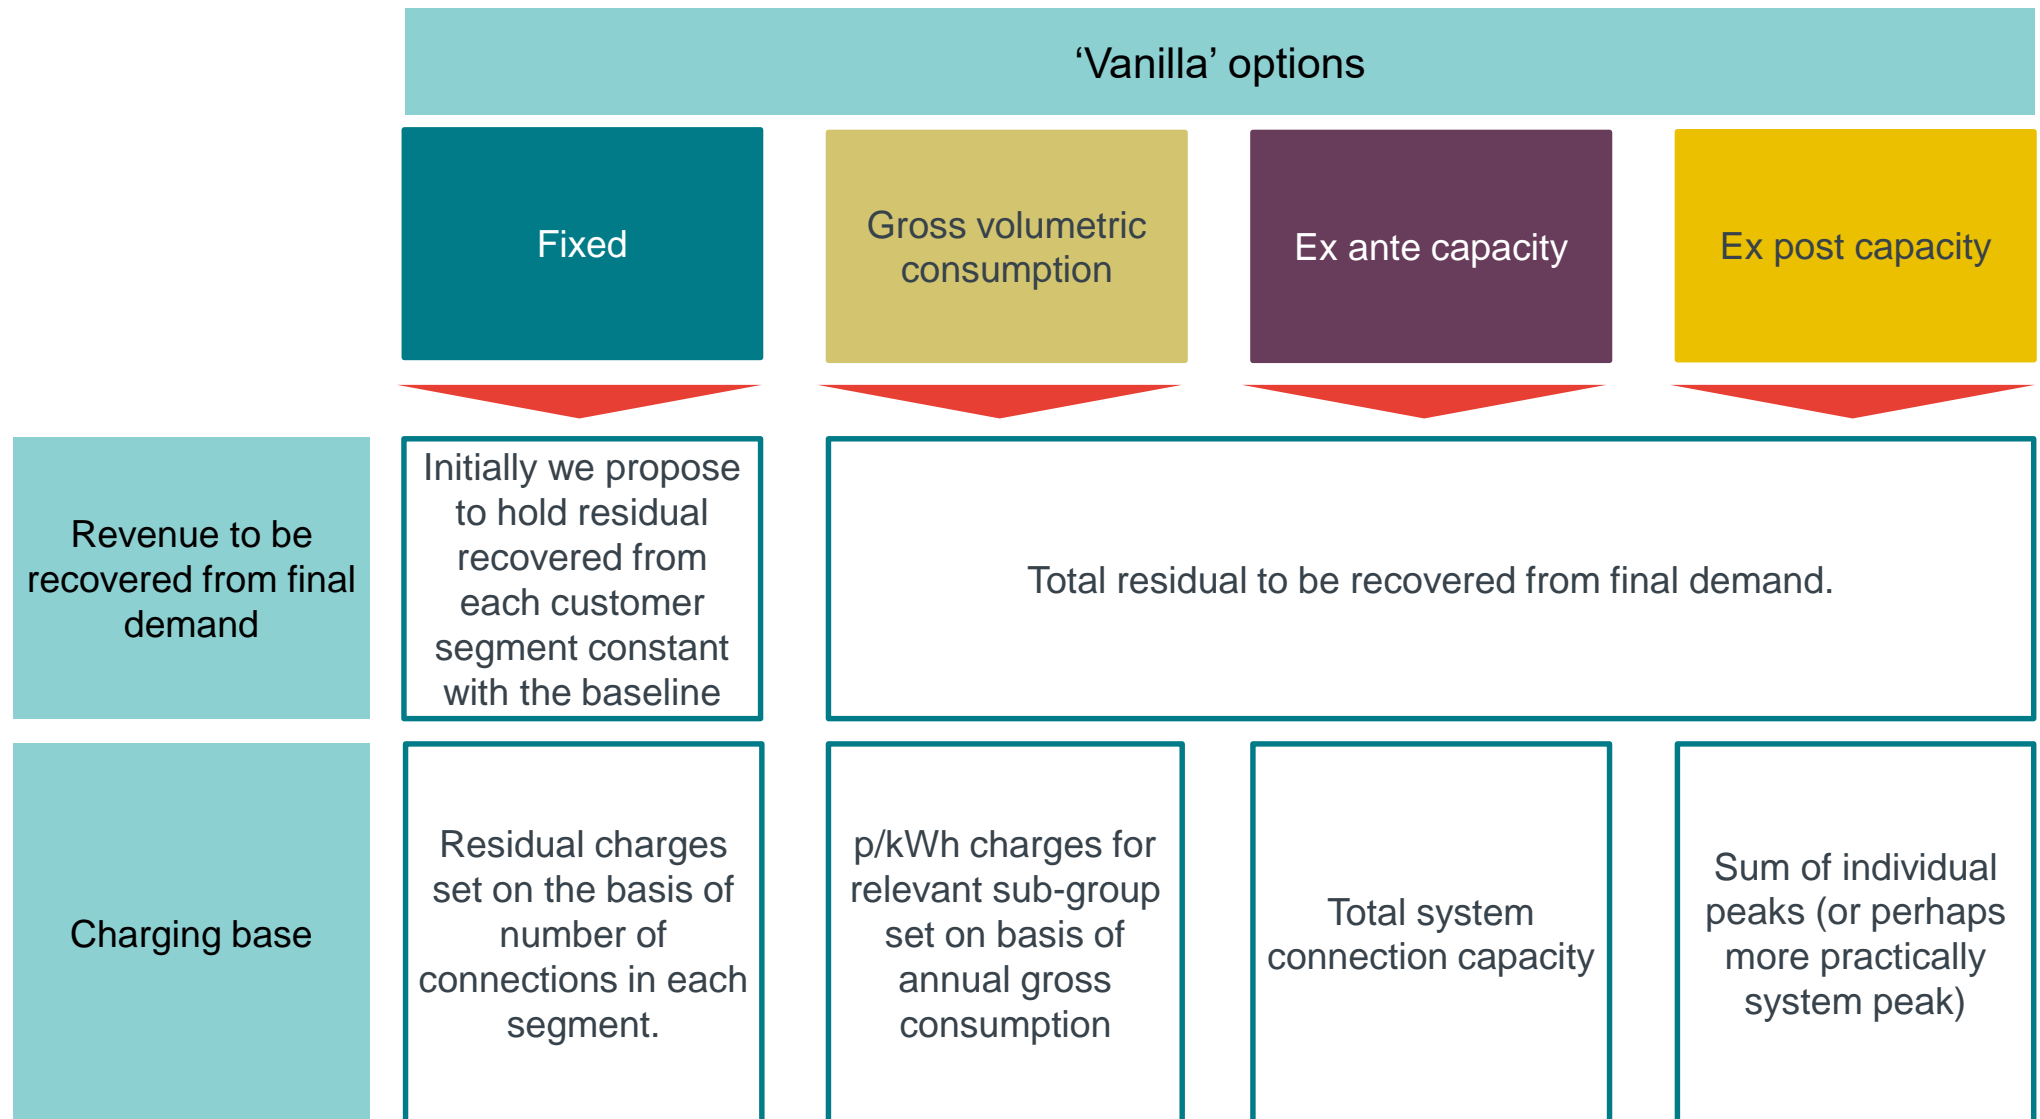 ‘Vanilla’ options
Fixed
Gross volumetric
consumption
Ex ante capacity
Ex post capacity
Revenue to be
recovered from final
demand
Initially we propose
to hold residual
recovered from
each customer
segment constant
with the baseline
Total residual to be recovered from final demand.
Charging base
Residual charges
set on the basis of
number of
connections in each
segment.
p/kWh charges for
relevant sub-group
set on basis of
annual gross
consumption
Total system
connection capacity
Sum of individual
peaks (or perhaps
more practically
system peak)